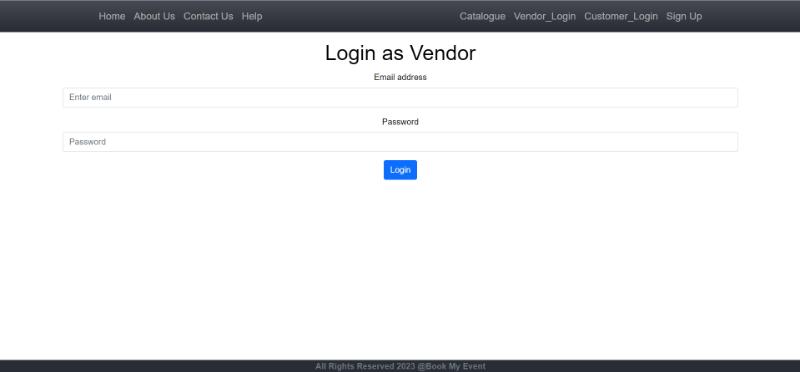 Home About Us Contact Us Help Catalogue Vendor_Login Customer_Login Sign Up
Login as Vendor
Email address
Enter email
Password
Password
Login
All Rights Reserved 2023 @Book My Event